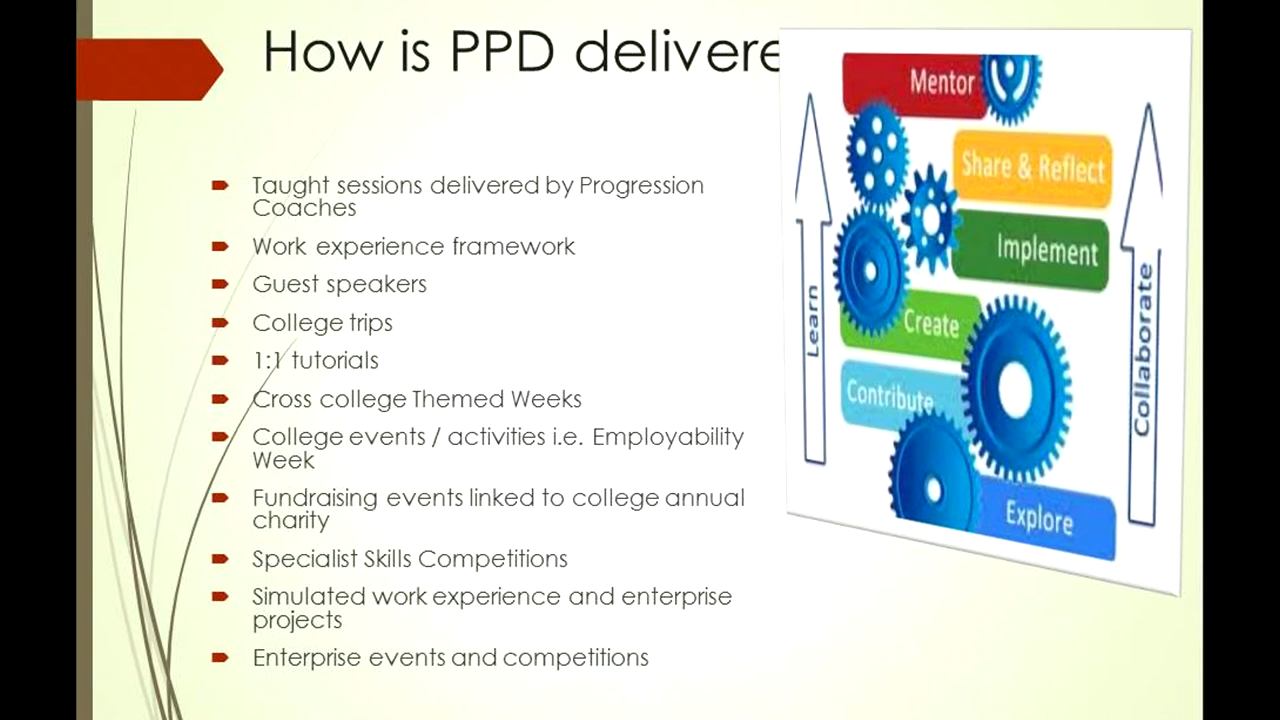 How is PPD delivere
Taught sessions delivered by Progression
Coaches
Work experience framework
Guest speakers
College trips
1:1 tutorials
Cross college Themed Weeks
College events / activities i.e. Employability
Week
Fundraising events linked to college annual
charity
Specialist Skills Competitions
Simulated work experience and enterprise
projects
Enterprise events and competitions
Mentor
Share & Reflect
Implement
Create
Contribute
Explore
Learn
Collaborate